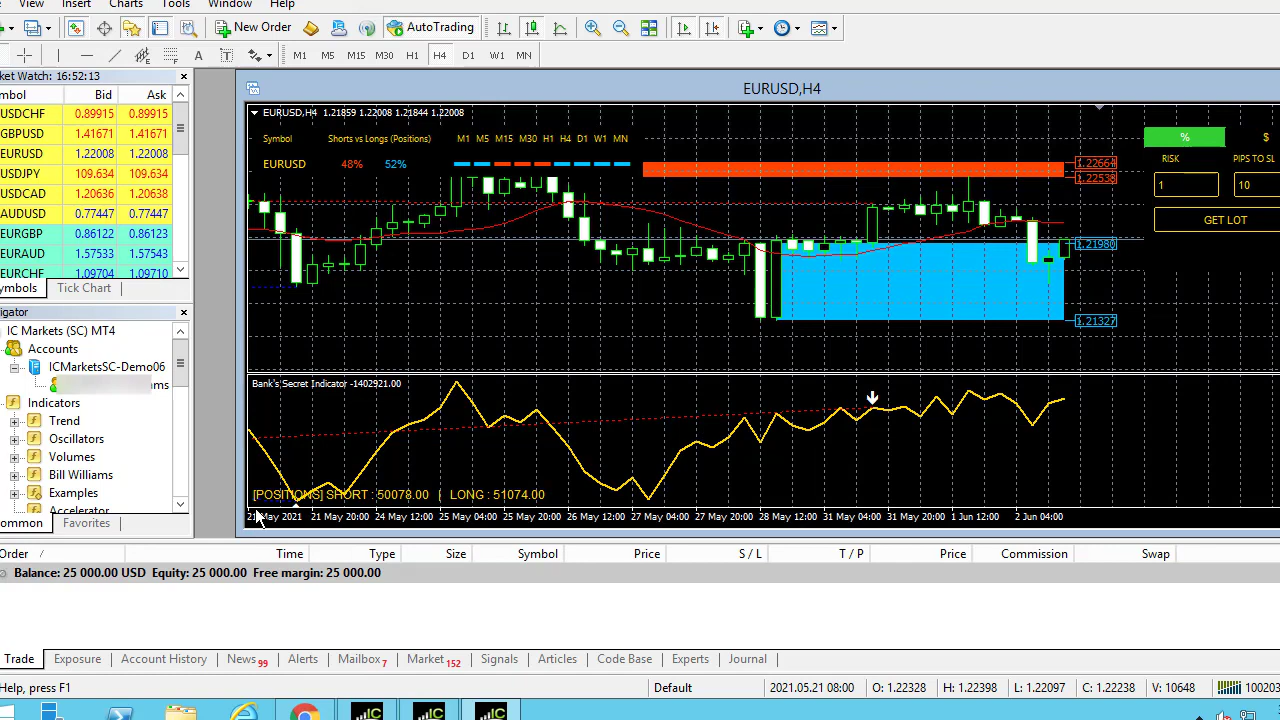 View Insert Charts Tools Window Help
New Order AutoTrading
A T M1 M5 M15 M30 H1 H4 D1 W1 MN
ket Watch: 16:52:13
mbol Bid Ask
USDCHF 0.89915 0.89915
GBPUSD 1.41671 1.41671
EURUSD 1.22008 1.22008
USDJPY 109.634 109.634
USDCAD 1.20636 1.20638
AUDUSD 0.77447 0.77447
EURGBP 0.86122 0.86123
EURAUD 1.57533 1.57543
EURCHF 1.09704 1.09710
ymbols Tick Chart
igator
IC Markets (SC) MT4
Accounts
ICMarketsSC-Demo06
ms
Indicators
Trend
Oscillators
Volumes
Bill Williams
Examples
Accelerator
ommon Favorites
EURUSD,H4
EURUSD,H4 1.21859 1.22008 1.21844 1.22008
Symbol Shorts vs Longs (Positions) M1 M5 M15 M30 H1 H4 D1 W1 MN
EURUSD 48% 52%
1.22664
1.22538
1.21980
1.21327
% $
RISK PIPS TO SL
1 10
GET LOT
Bank's Secret Indicator -1402921.00
[POSITIONS] SHORT : 50078.00 | LONG : 51074.00
21 May 2021 21 May 20:00 24 May 12:00 25 May 04:00 25 May 20:00 26 May 12:00 27 May 04:00 27 May 20:00 28 May 12:00 31 May 04:00 31 May 20:00 1 Jun 12:00 2 Jun 04:00
Order / Time Type Size Symbol Price S / L T / P Price Commission Swap
Balance: 25 000.00 USD Equity: 25 000.00 Free margin: 25 000.00
Trade Exposure Account History News 99 Alerts Mailbox 7 Market 152 Signals Articles Code Base Experts Journal
Help, press F1 Default 2021.05.21 08:00 O: 1.22328 H: 1.22398 L: 1.22097 C: 1.22238 V: 10648 100203
IC IC IC